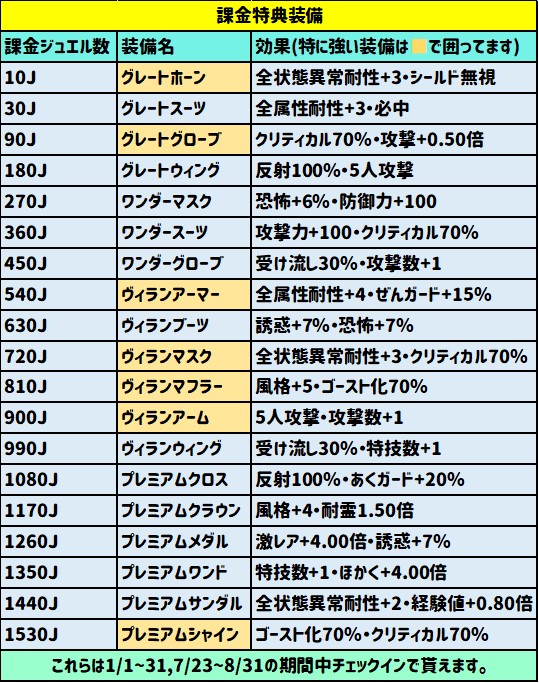 課金特典装備
課金ジュエル数 装備名 効果(特に強い装備は■で囲ってます)
10J グレートホーン 全状態異常耐性+3・シールド無視
30J グレートスーツ 全属性耐性+3・必中
90J グレートグローブ クリティカル70%・攻撃+0.50倍
180J グレートウィング 反射100%・5人攻撃
270J ワンダーマスク 恐怖+6%・防御力+100
360J ワンダースーツ 攻撃力+100・クリティカル70%
450J ワンダーグローブ 受け流し30%・攻撃数+1
540J ヴィランアーマー 全属性耐性+4・ぜんガード+15%
630J ヴィランブーツ 誘惑+7%・恐怖+7%
720J ヴィランマスク 全状態異常耐性+3・クリティカル70%
810J ヴィランマフラー 風格+5・ゴースト化70%
900J ヴィランアーム 5人攻撃・攻撃数+1
990J ヴィランウィング 受け流し30%・特技数+1
1080J プレミアムクロス 反射100%・あくガード+20%
1170J プレミアムクラウン 風格+4・耐霊1.50倍
1260J プレミアムメダル 激レア+4.00倍・誘惑+7%
1350J プレミアムワンド 特技数+1・ほかく+4.00倍
1440J プレミアムサンダル 全状態異常耐性+2・経験値+0.80倍
1530J プレミアムシャイン ゴースト化70%・クリティカル70%
これらは1/1~31,7/23~8/31の期間中チェックインで貰えます。